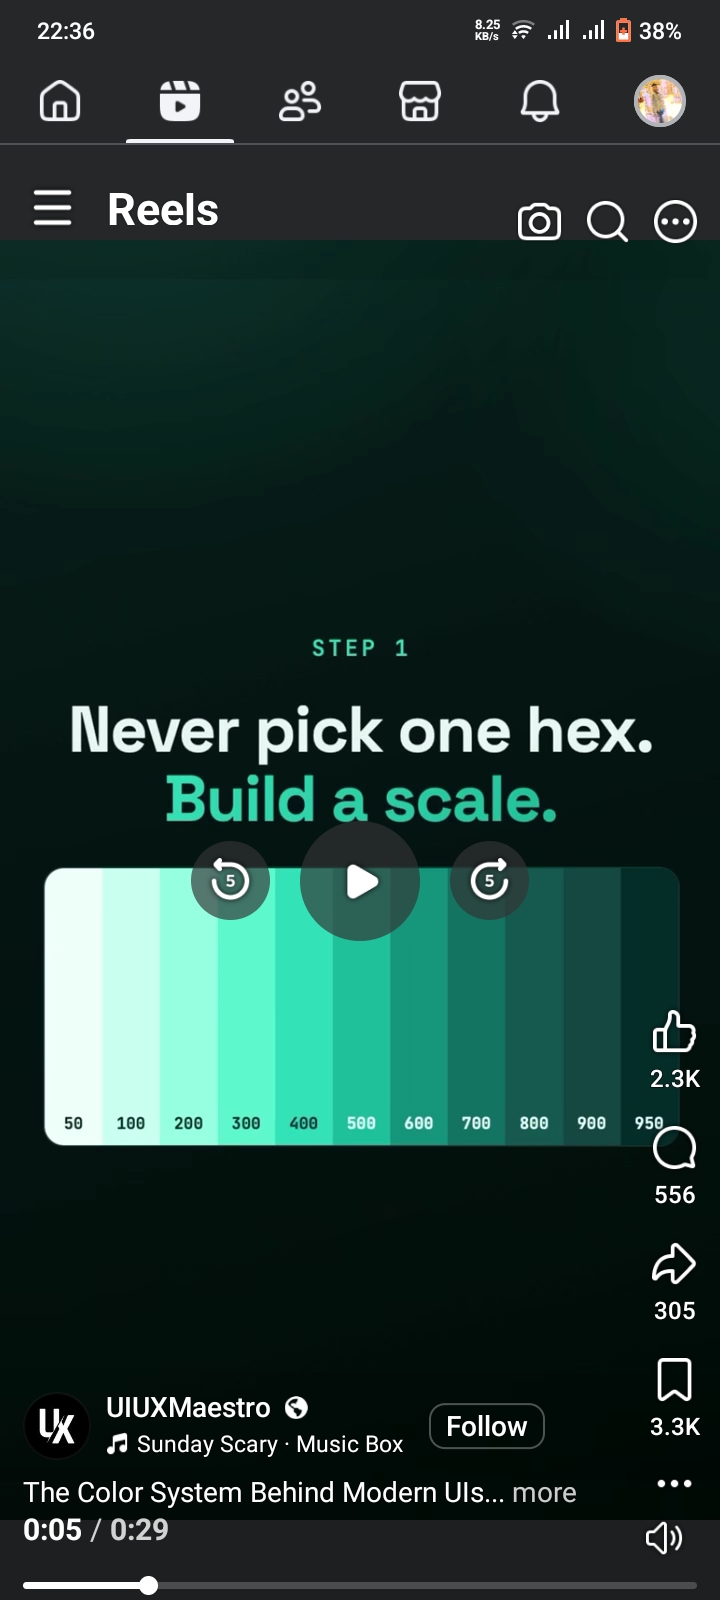 22:36
8.25
KB/s
38%
Reels
STEP 1
Never pick one hex.
Build a scale.
5
5
50 100 200 300 400 500 600 700 800 900 950
2.3K
556
305
3.3K
UX
UIUXMaestro
Sunday Scary · Music Box
Follow
The Color System Behind Modern UIs... more
0:05 / 0:29